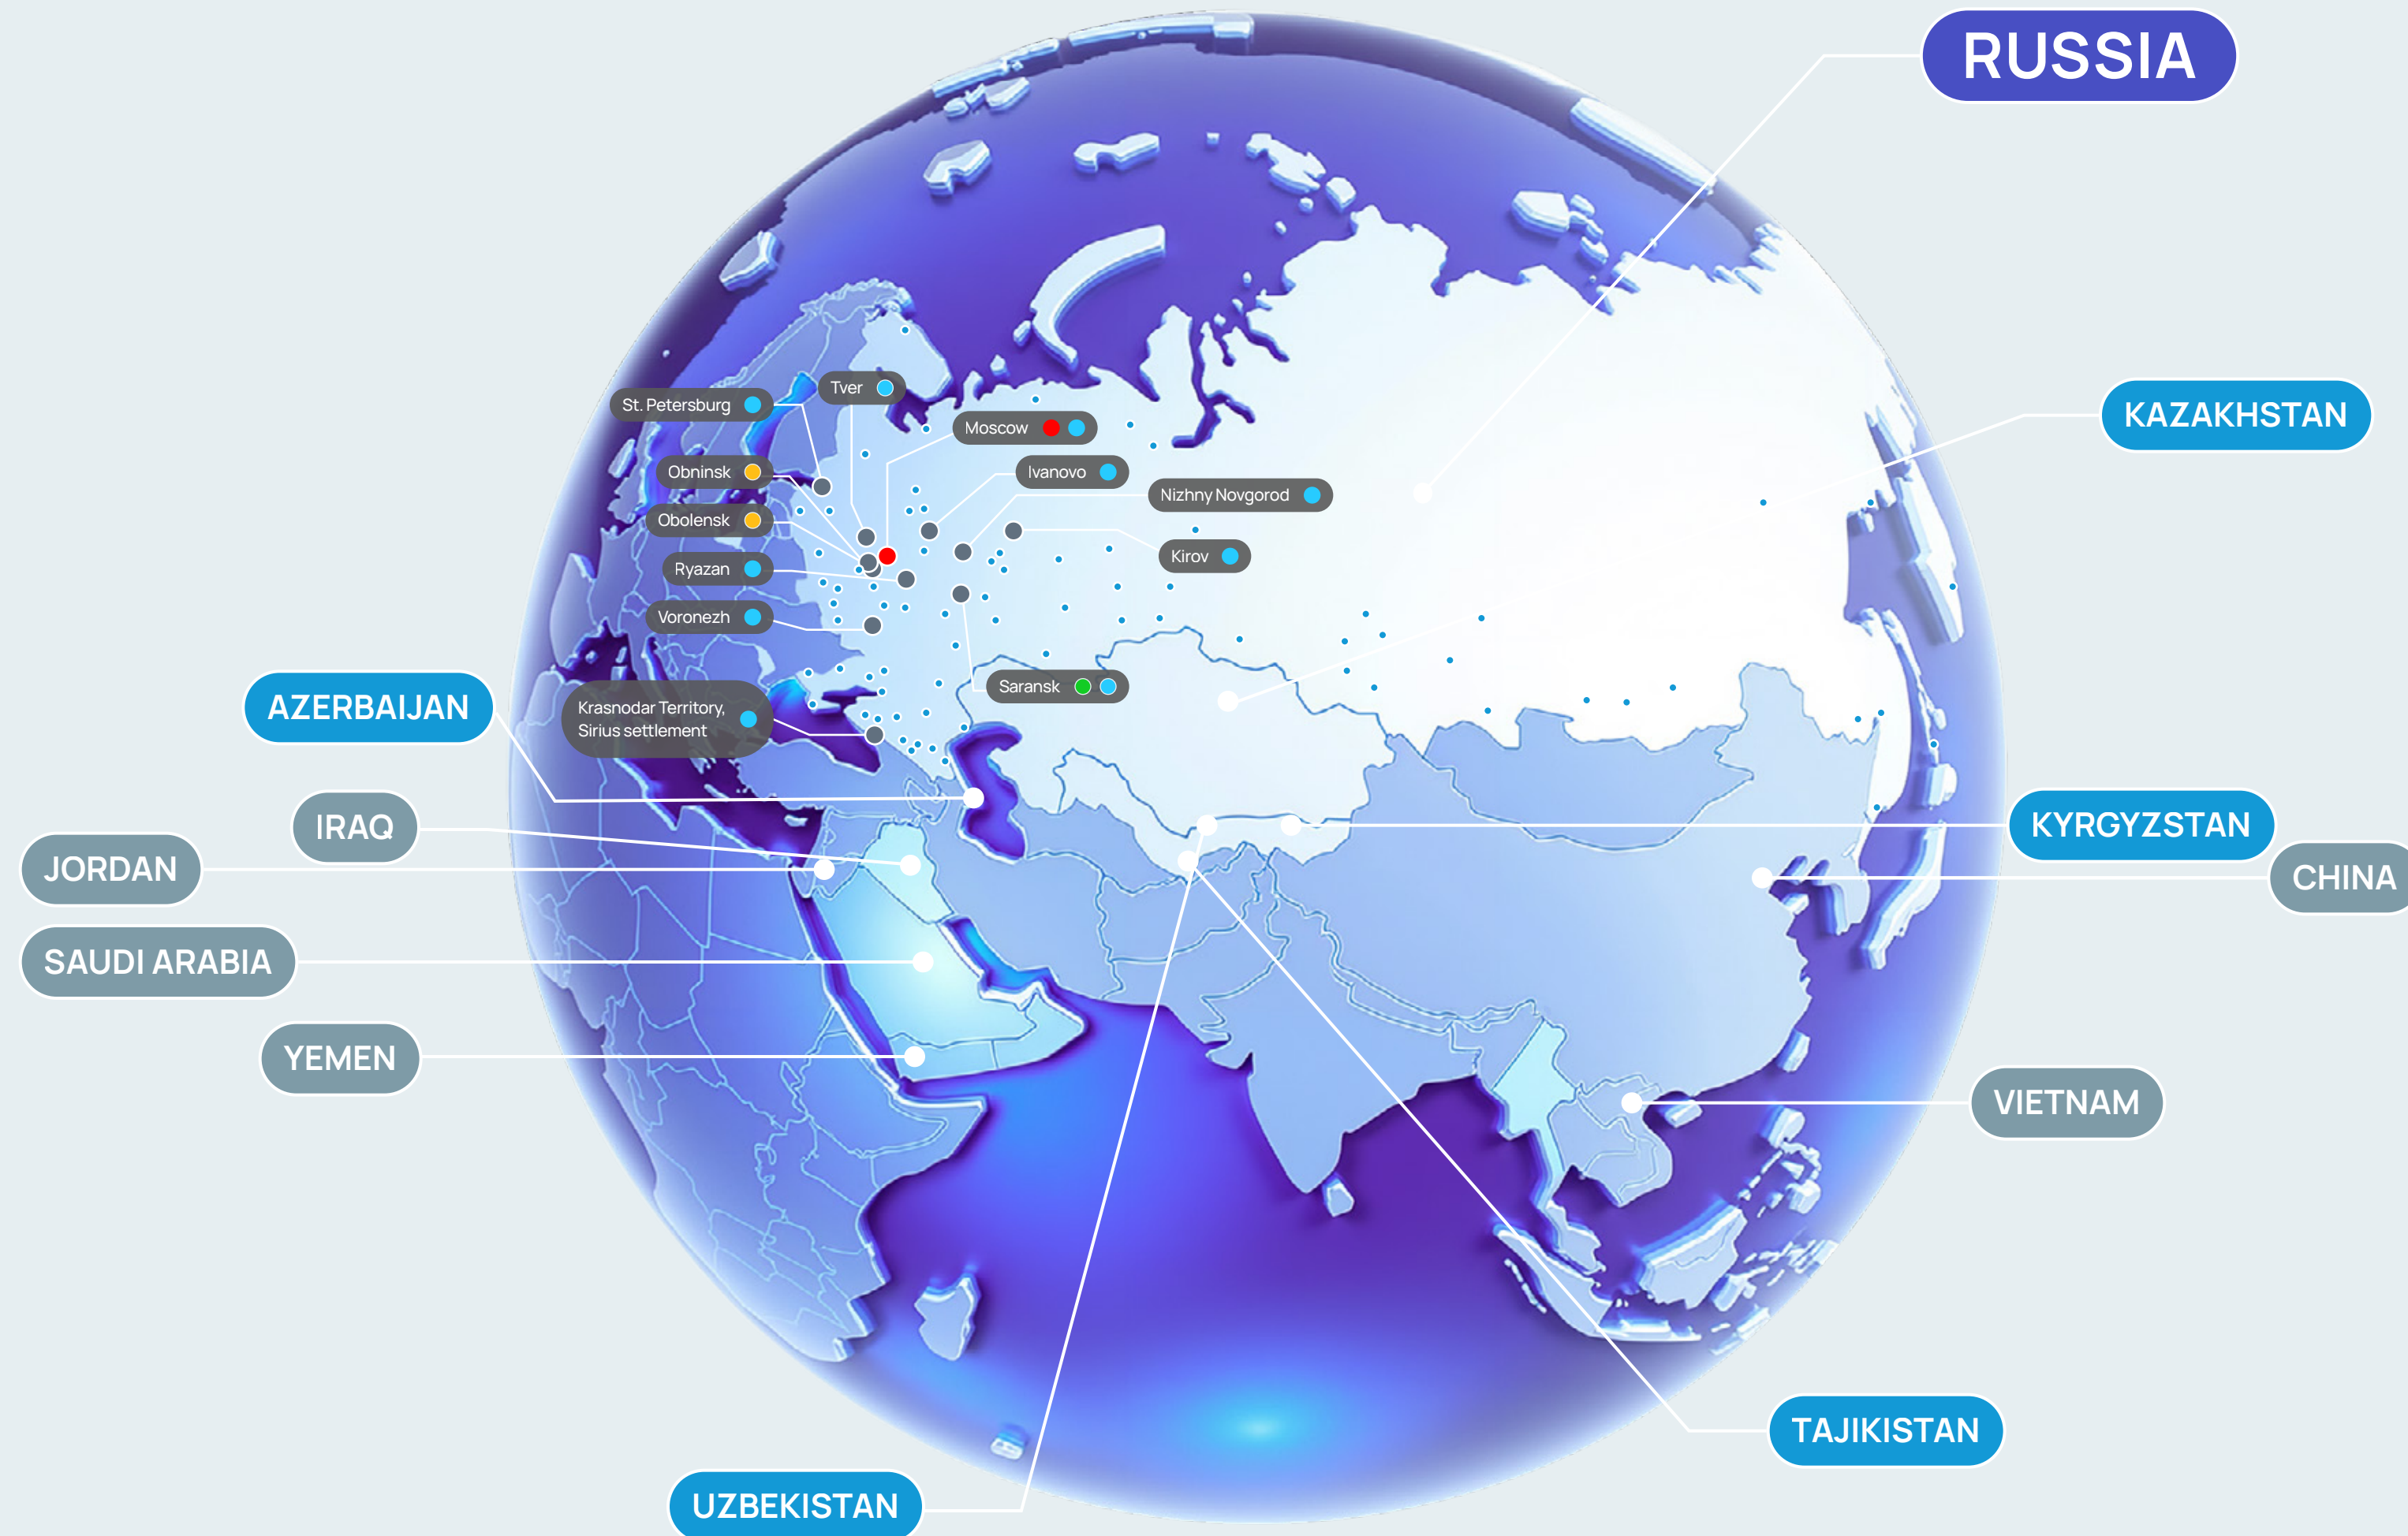 RUSSIA
Tver
St. Petersburg
KAZAKHSTAN
Moscow
Obninsk
Ivanovo
Nizhny Novgorod
Obolensk
Kirov
Ryazan
Voronezh
Saransk
AZERBAIJAN
Krasnodar Territory,
Sirius settlement
IRAQ
KYRGYZSTAN
JORDAN
CHINA
SAUDI ARABIA
YEMEN
VIETNAM
TAJIKISTAN
UZBEKISTAN